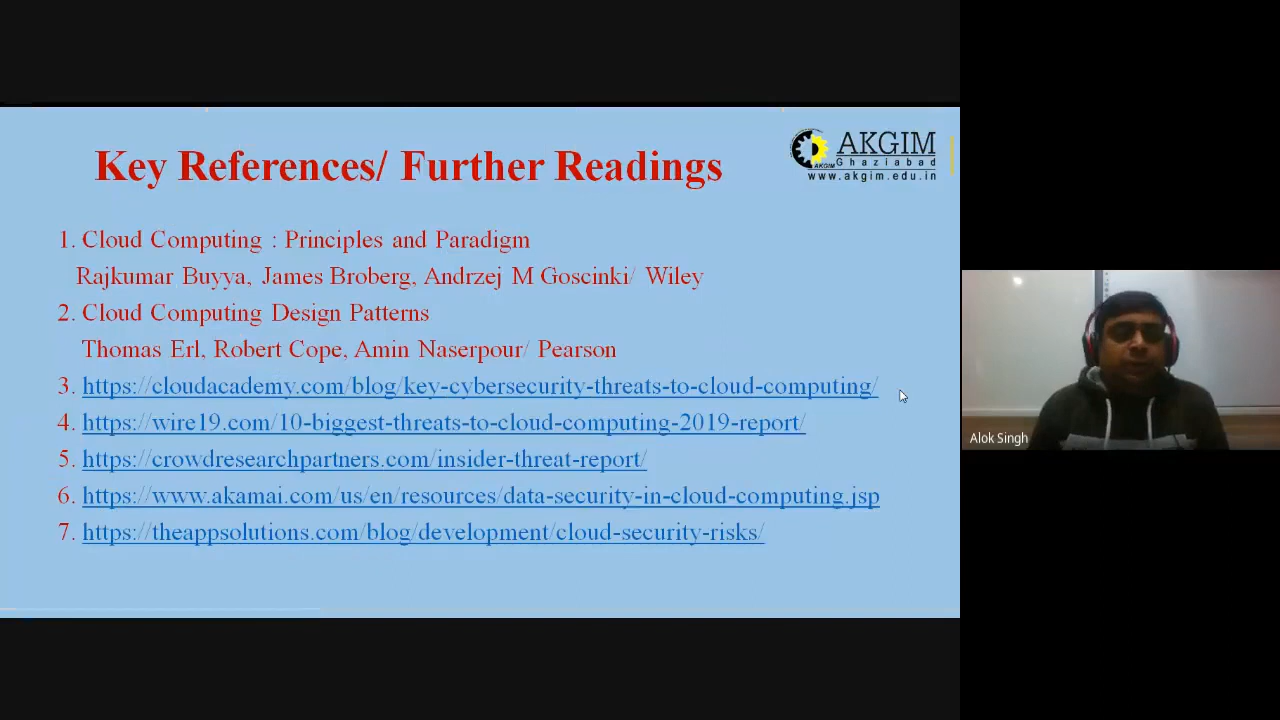 Key References/ Further Readings
AKGIM
Ghaziabad
AKGIM
www.akgim.edu.in
1. Cloud Computing : Principles and Paradigm
Rajkumar Buyya, James Broberg, Andrzej M Goscinki/ Wiley
2. Cloud Computing Design Patterns
Thomas Erl, Robert Cope, Amin Naserpour/ Pearson
3. https://cloudacademy.com/blog/key-cybersecurity-threats-to-cloud-computing/
4. https://wire19.com/10-biggest-threats-to-cloud-computing-2019-report/
5. https://crowdresearchpartners.com/insider-threat-report/
6. https://www.akamai.com/us/en/resources/data-security-in-cloud-computing.jsp
7. https://theappsolutions.com/blog/development/cloud-security-risks/
Alok Singh